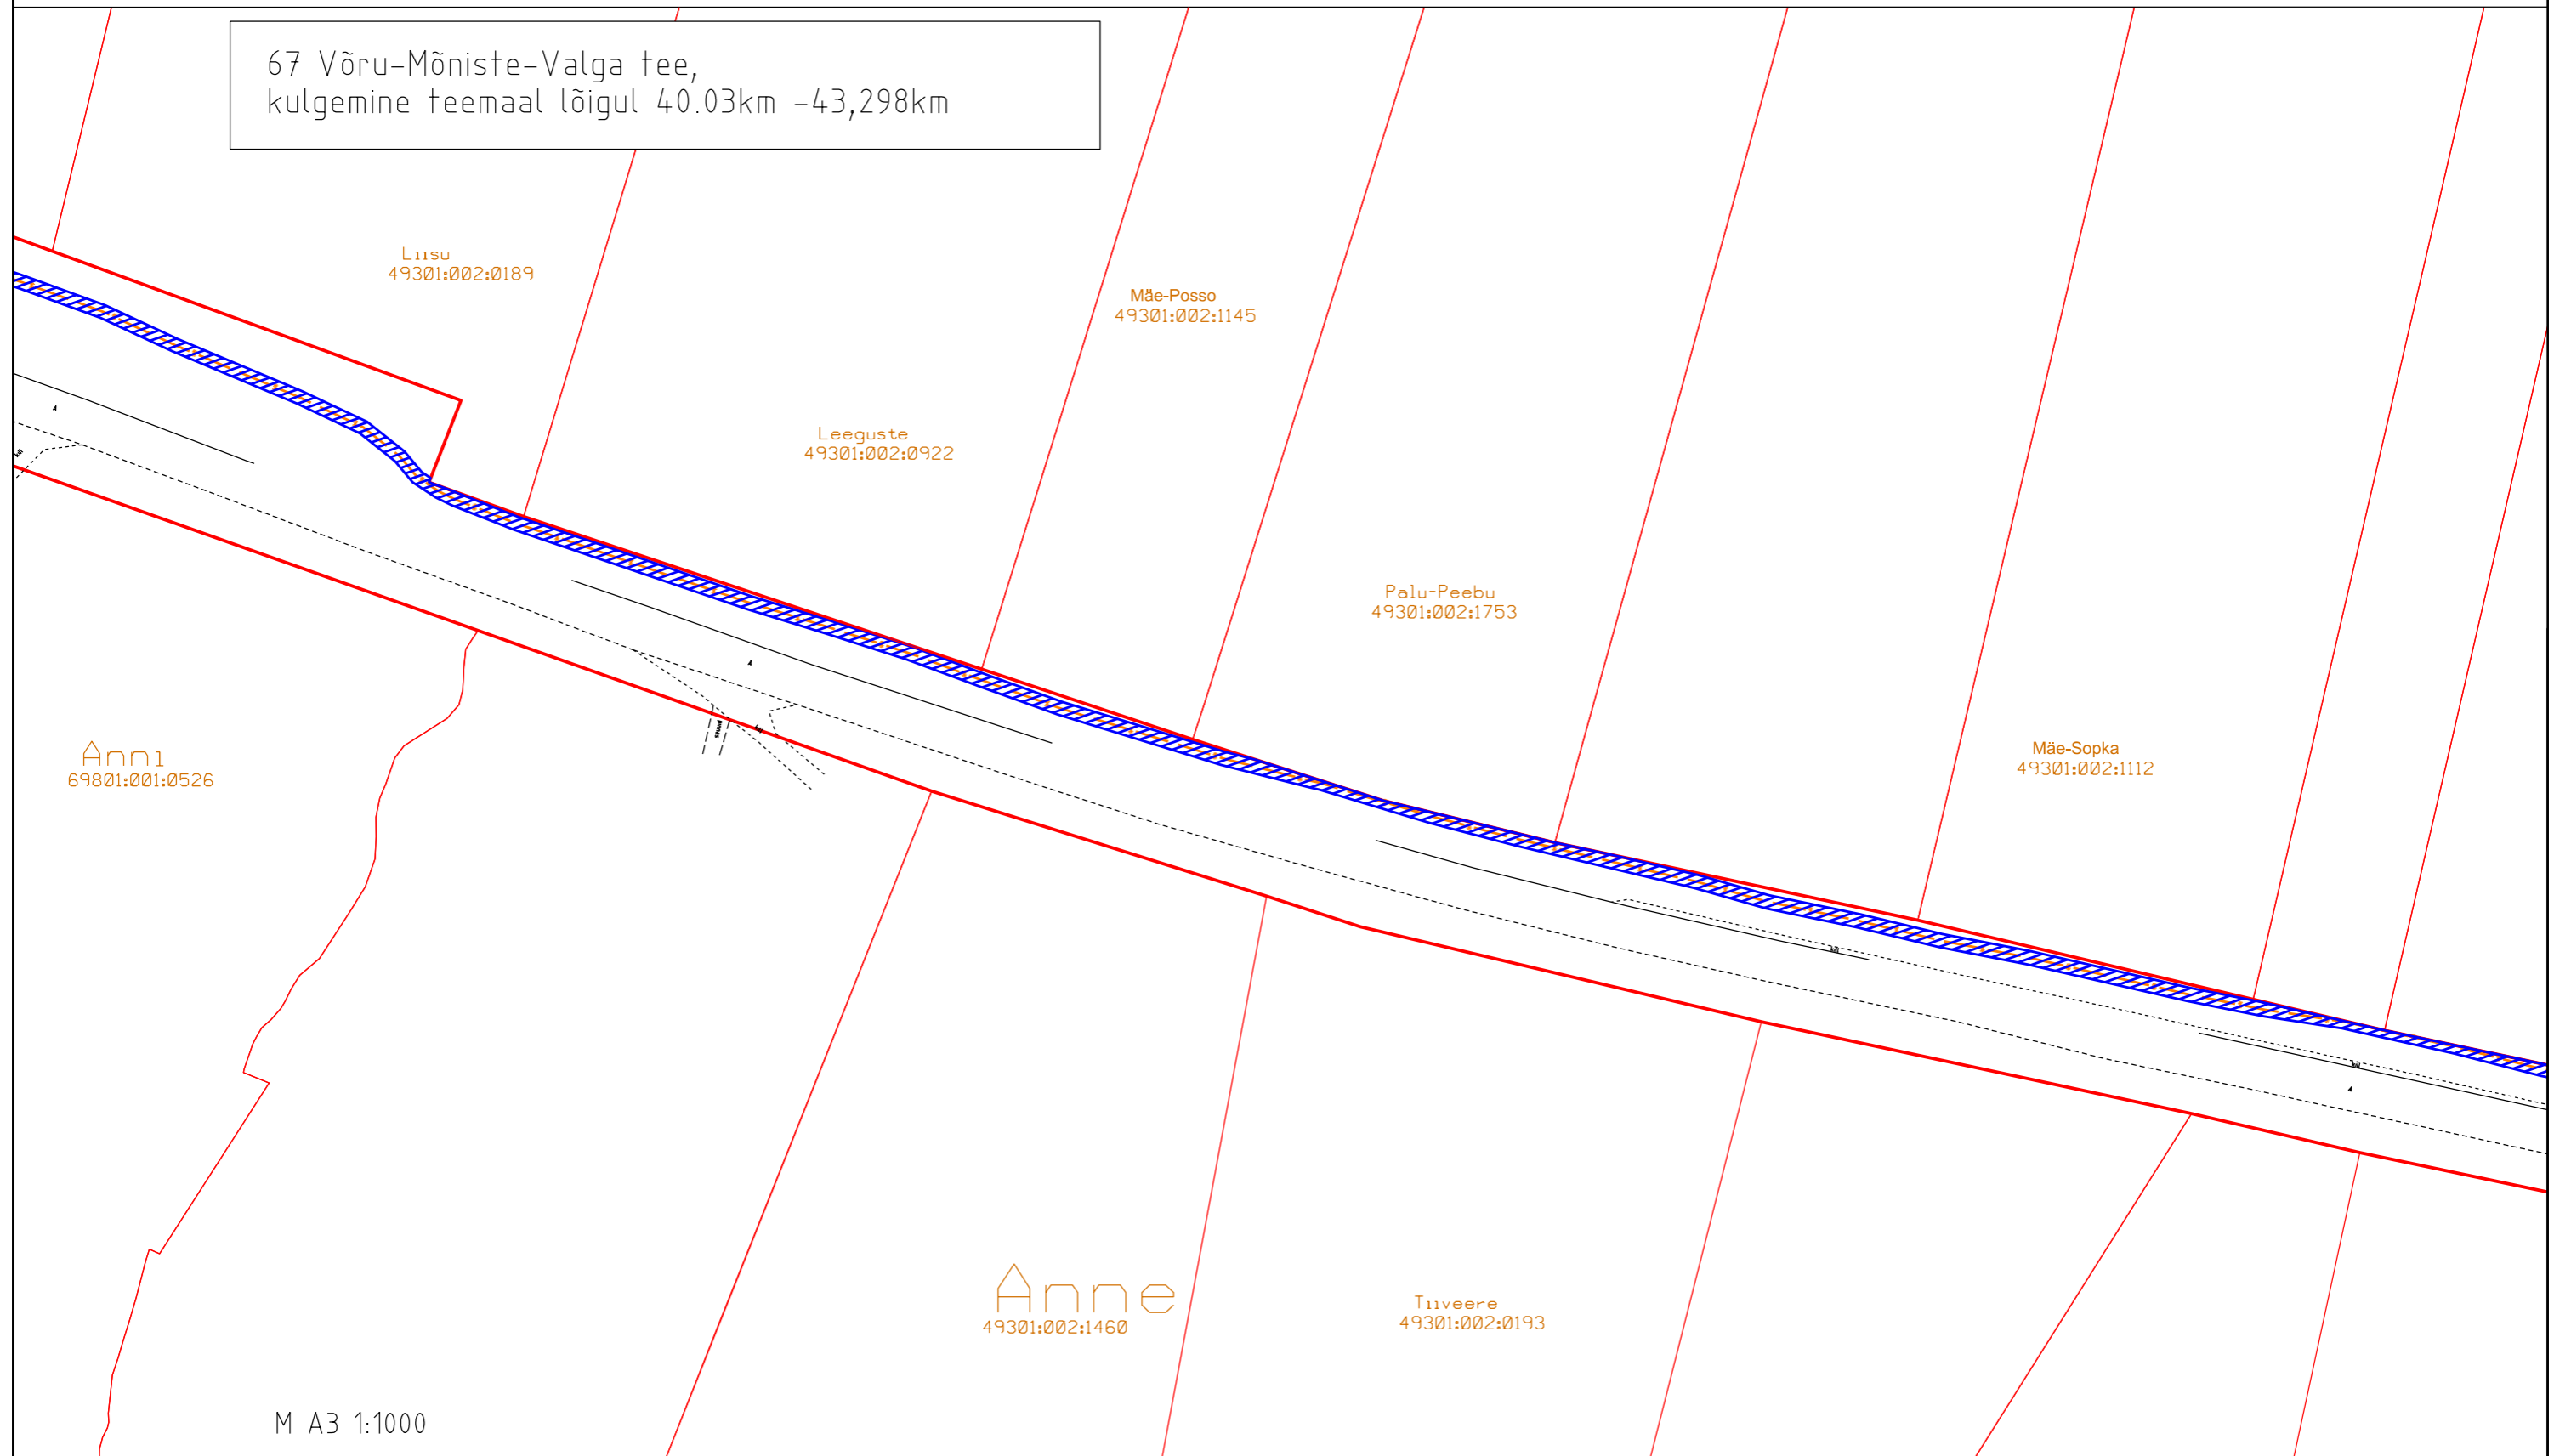 67 Võru-Mõniste-Valga tee,
kulgemine teemaal lõigul 40.03km -43,298km
Liisu
49301:002:0189
Mäe-Posso
49301:002:1145
Leeguste
49301:002:0922
Palu-Peebu
49301:002:1753
Mäe-Sopka
49301:002:1112
Anni
69801:001:0526
Anne
49301:002:1460
Tiiveere
49301:002:0193
M A3 1:1000